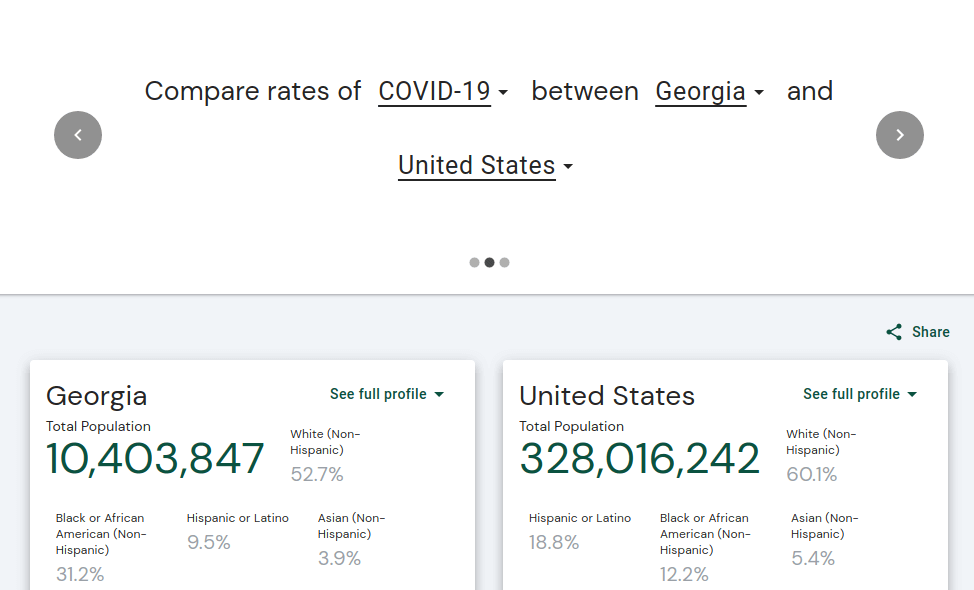 Compare rates of COVID-19 between Georgia and
United States
Share
Georgia
See full profile
Total Population
10,403,847
White (Non-
Hispanic)
52.7%
Black or African
American (Non-
Hispanic)
31.2%
Hispanic or Latino
9.5%
Asian (Non-
Hispanic)
3.9%
United States
See full profile
Total Population
328,016,242
White (Non-
Hispanic)
60.1%
Hispanic or Latino
18.8%
Black or African
American (Non-
Hispanic)
12.2%
Asian (Non-
Hispanic)
5.4%